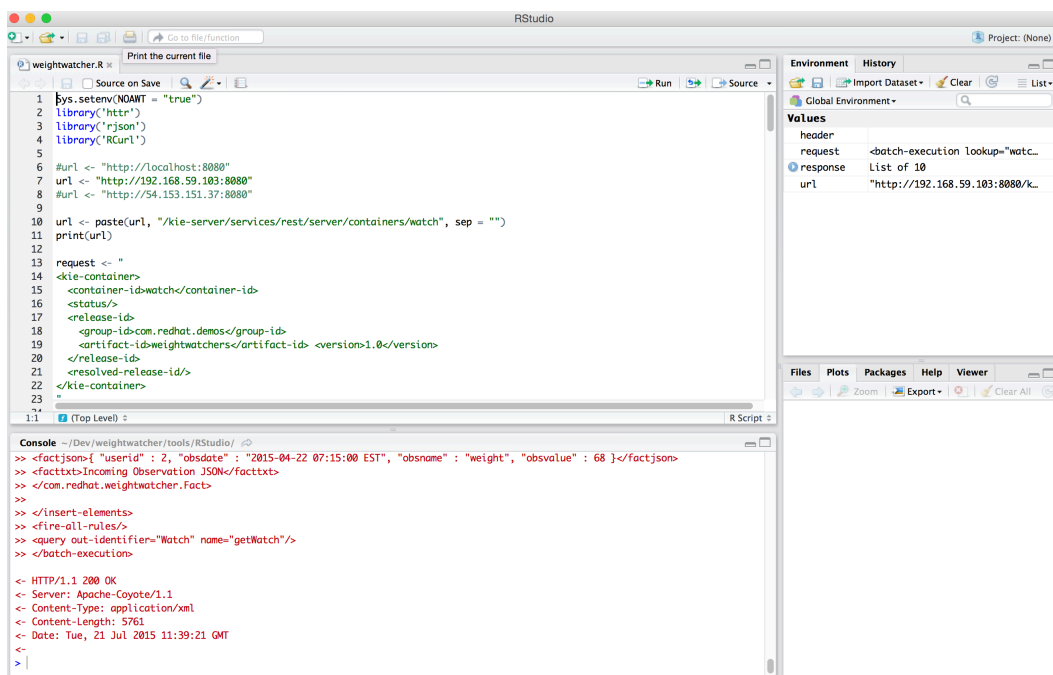 RStudio
Go to file/function
Project: (None)
Print the current file
weightwatcher.R
Source on Save
Run
Source
1 Sys.setenv(NOAWT = "true")
2 library('httr')
3 library('rjson')
4 library('RCurl')
5
6 #url <- "http://localhost:8080"
7 url <- "http://192.168.59.103:8080"
8 #url <- "http://54.153.151.37:8080"
9
10 url <- paste(url, "/kie-server/services/rest/server/containers/watch", sep = "")
11 print(url)
12
13 request <- "
14 <kie-container>
15 <container-id>watch</container-id>
16 <status/>
17 <release-id>
18 <group-id>com.redhat.demos</group-id>
19 <artifact-id>weightwatchers</artifact-id> <version>1.0</version>
20 </release-id>
21 <resolved-release-id/>
22 </kie-container>
23 "
24
1:1 (Top Level) R Script
Console ~/Dev/weightwatcher/tools/RStudio/
>> <factjson>{ "userid" : 2, "obsdate" : "2015-04-22 07:15:00 EST", "obsname" : "weight", "obsvalue" : 68 }</factjson>
>> <facttxt>Incoming Observation JSON</facttxt>
>> </com.redhat.weightwatcher.Fact>
>>
>> </insert-elements>
>> <fire-all-rules/>
>> <query out-identifier="Watch" name="getWatch"/>
>> </batch-execution>
<- HTTP/1.1 200 OK
<- Server: Apache-Coyote/1.1
<- Content-Type: application/xml
<- Content-Length: 5761
<- Date: Tue, 21 Jul 2015 11:39:21 GMT
<-
>
Environment History
Import Dataset Clear List
Global Environment
Values
header
request <batch-execution lookup="watc…
response List of 10
url "http://192.168.59.103:8080/k…
Files Plots Packages Help Viewer
Zoom Export Clear All